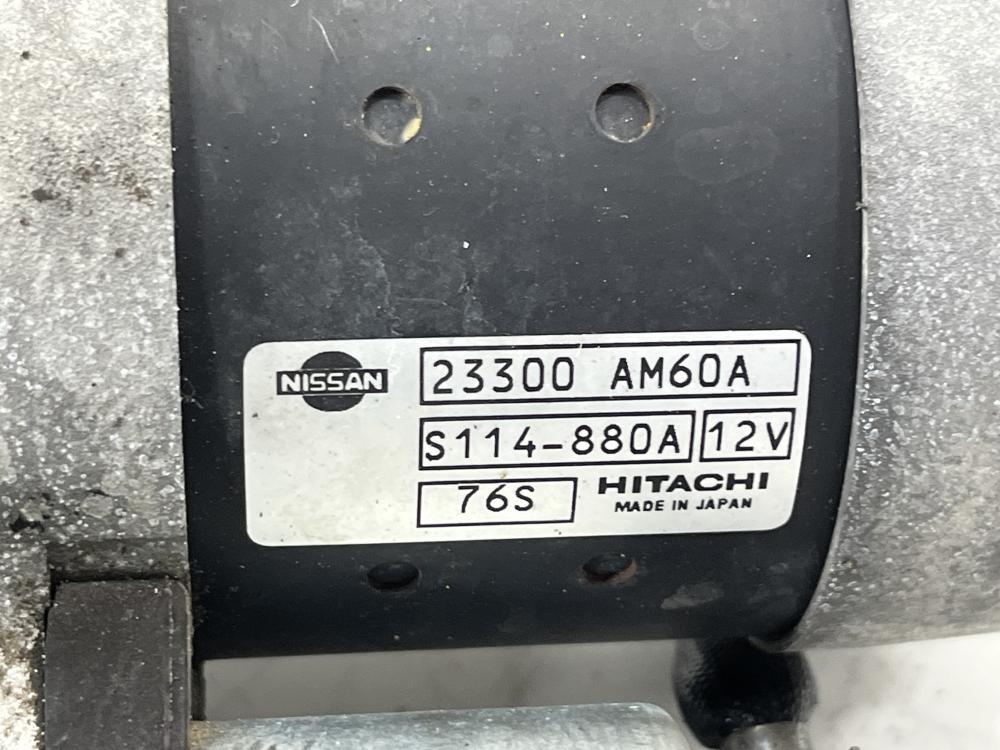 NISSAN
23300 AM60A
S114-880A 12V
76S
HITACHI
MADE IN JAPAN